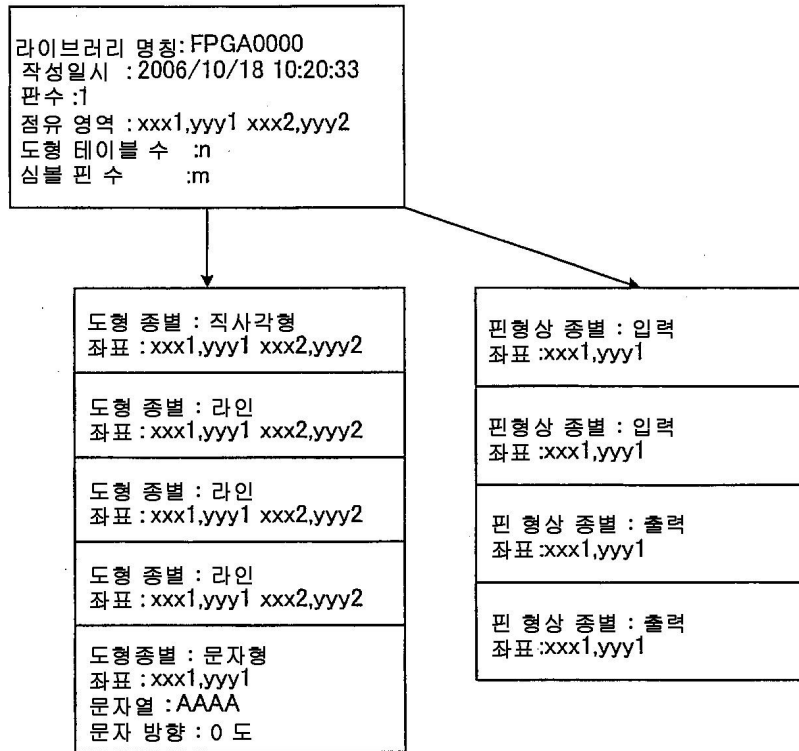 라이브러리 명칭: FPGA0000
작성일시 : 2006/10/18 10:20:33
판수 :1
점유 영역 : xxx1,yyy1 xxx2,yyy2
도형 테이블 수 :n
심볼 핀 수 :m
도형 종별 : 직사각형
좌표 : xxx1,yyy1 xxx2,yyy2
도형 종별 : 라인
좌표 : xxx1,yyy1 xxx2,yyy2
도형 종별 : 라인
좌표 : xxx1,yyy1 xxx2,yyy2
도형 종별 : 라인
좌표 : xxx1,yyy1 xxx2,yyy2
도형종별 : 문자형
좌표 : xxx1,yyy1
문자열 : AAAA
문자 방향 : 0 도
핀형상 종별 : 입력
좌표 :xxx1,yyy1
핀형상 종별 : 입력
좌표 :xxx1,yyy1
핀 형상 종별 : 출력
좌표 :xxx1,yyy1
핀 형상 종별 : 출력
좌표 :xxx1,yyy1